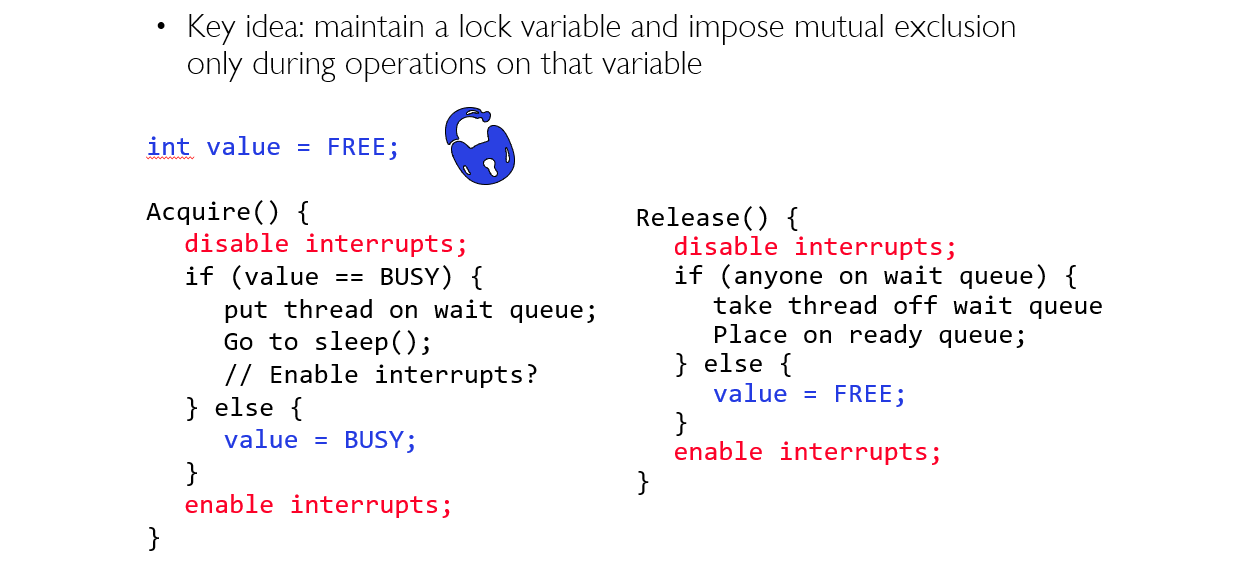 • Key idea: maintain a lock variable and impose mutual exclusion
only during operations on that variable
int value = FREE;
Acquire() {
disable interrupts;
if (value == BUSY) {
put thread on wait queue;
Go to sleep();
// Enable interrupts?
} else {
value = BUSY;
}
enable interrupts;
}
Release() {
disable interrupts;
if (anyone on wait queue) {
take thread off wait queue
Place on ready queue;
} else {
value = FREE;
}
enable interrupts;
}